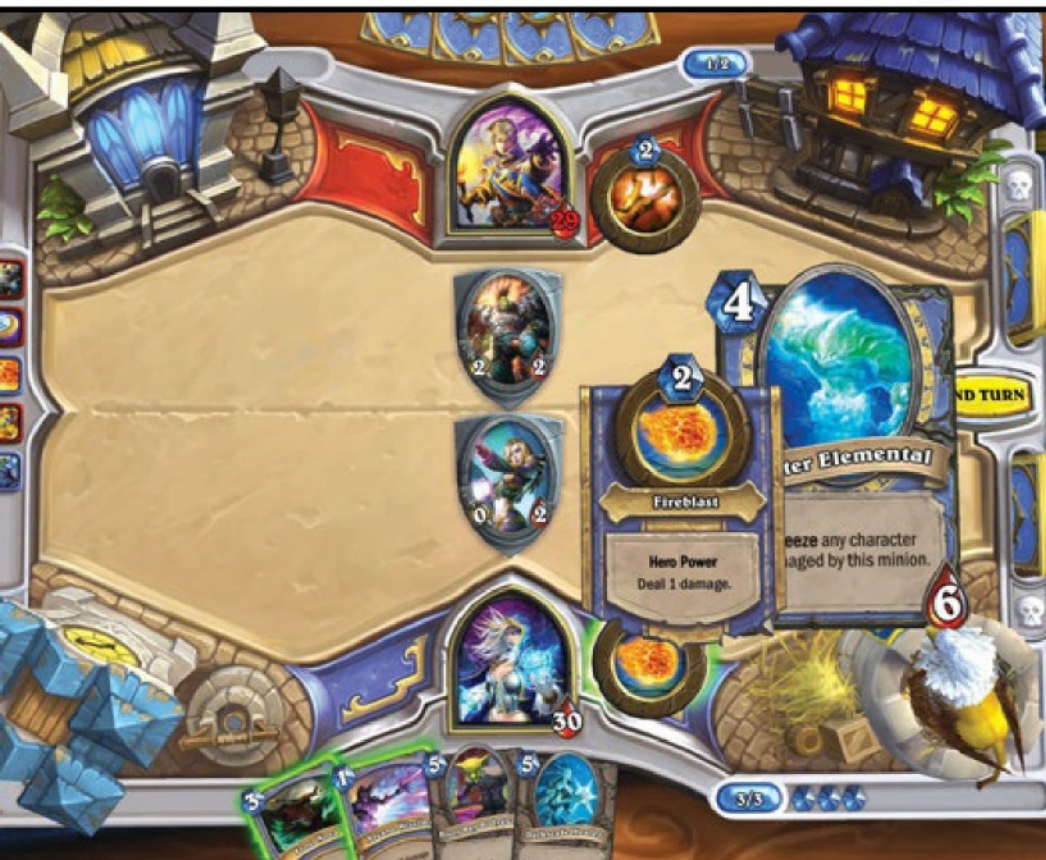 1/2
2
29
4
2
2
2
ter Elemental
ND TURN
Fireblast
0
2
eeze any character
aged by this minion.
Hero Power
Deal 1 damage.
6
30
3
1
5
5
3/3